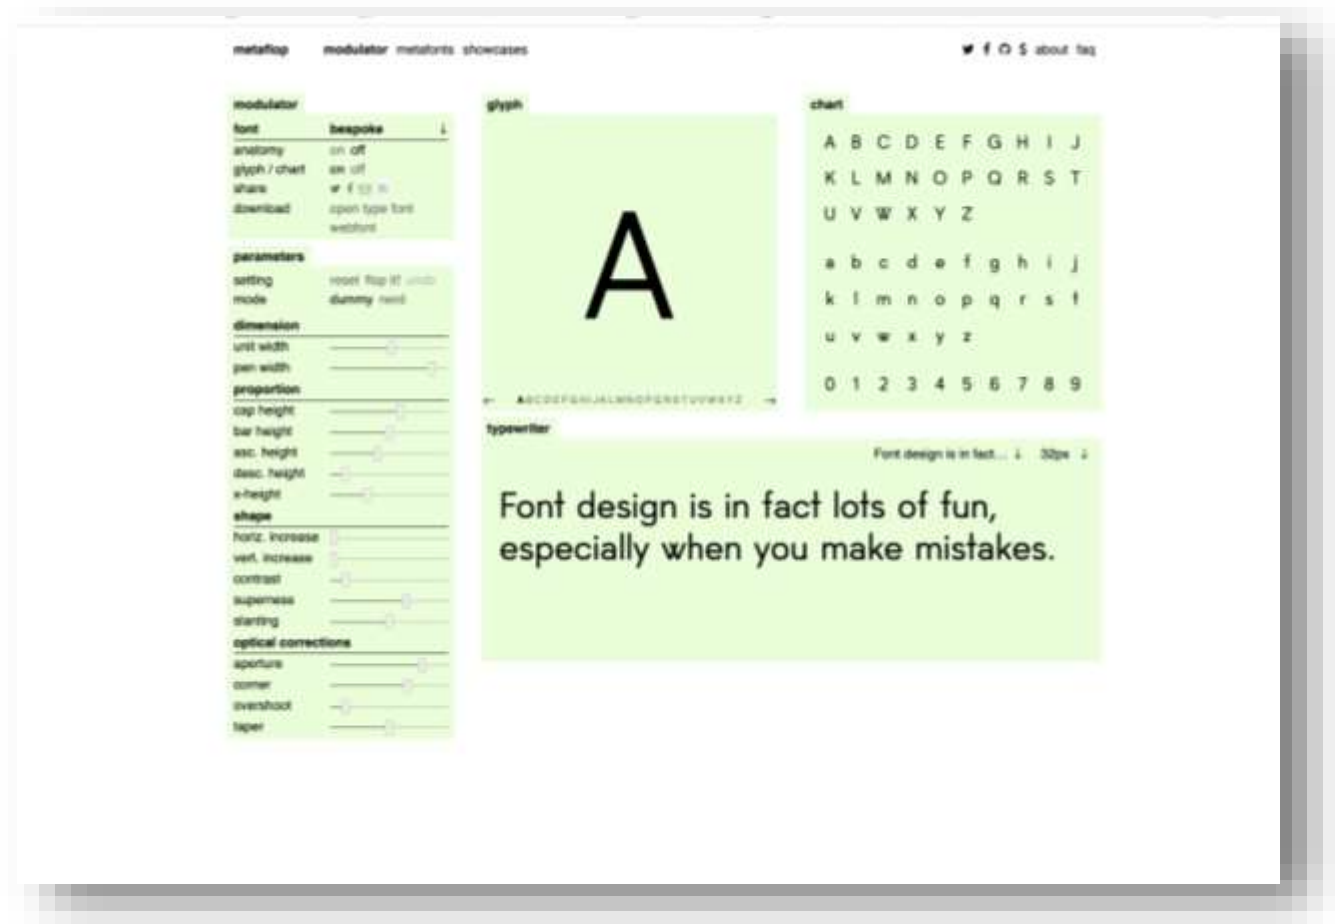 metaflop modulator metafonts showcases $ about faq
modulator
font bespoke ↓
anatomy on off
glyph / chart on off
share
download open type font
webfont
parameters
setting reset flop it! undo
mode dummy nerd
dimension
unit width
pen width
proportion
cap height
bar height
asc. height
desc. height
x-height
shape
horiz. increase
vert. increase
contrast
superness
slanting
optical corrections
aperture
corner
overshoot
taper
glyph
A
← ABCDEFGHIJKLMNOPQRSTUVWXYZ →
chart
A B C D E F G H I J
K L M N O P Q R S T
U V W X Y Z
a b c d e f g h i j
k l m n o p q r s t
u v w x y z
0 1 2 3 4 5 6 7 8 9
typewriter
Font design is in fact... ↓ 32px ↓
Font design is in fact lots of fun,
especially when you make mistakes.